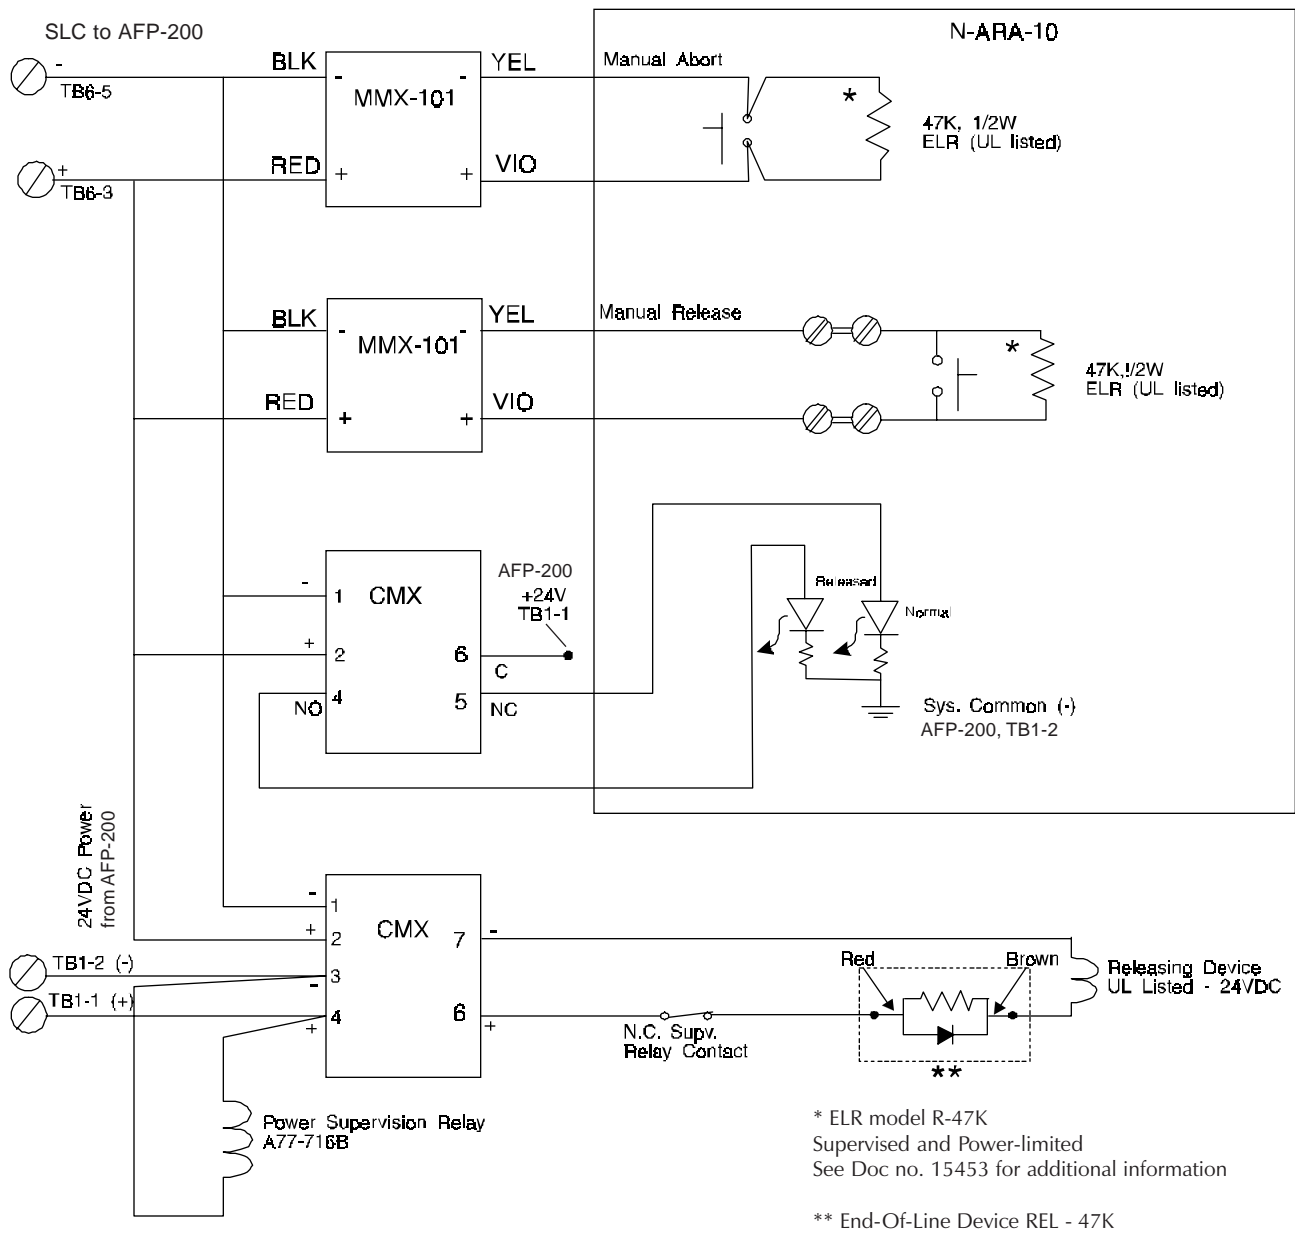 SLC to AFP-200
N-ARA-10
-
TB6-5
BLK
-
-
YEL
Manual Abort
MMX-101
*
47K, 1/2W
ELR (UL listed)
+
TB6-3
RED
+
+
VIO
BLK
-
-
YEL
Manual Release
MMX-101
*
47K,1/2W
ELR (UL listed)
RED
+
+
VIO
-
1
CMX
AFP-200
+24V
TB1-1
Released
Normal
+
2
6
C
NO
4
5
NC
Sys. Common (-)
AFP-200, TB1-2
24VDC Power
from AFP-200
-
1
CMX
+
2
7
-
TB1-2 (-)
3
-
Red
Brown
Releasing Device
UL Listed - 24VDC
TB1-1 (+)
4
+
6
+
N.C. Supv.
Relay Contact
**
Power Supervision Relay
A77-716B
* ELR model R-47K
Supervised and Power-limited
See Doc no. 15453 for additional information
** End-Of-Line Device REL - 47K